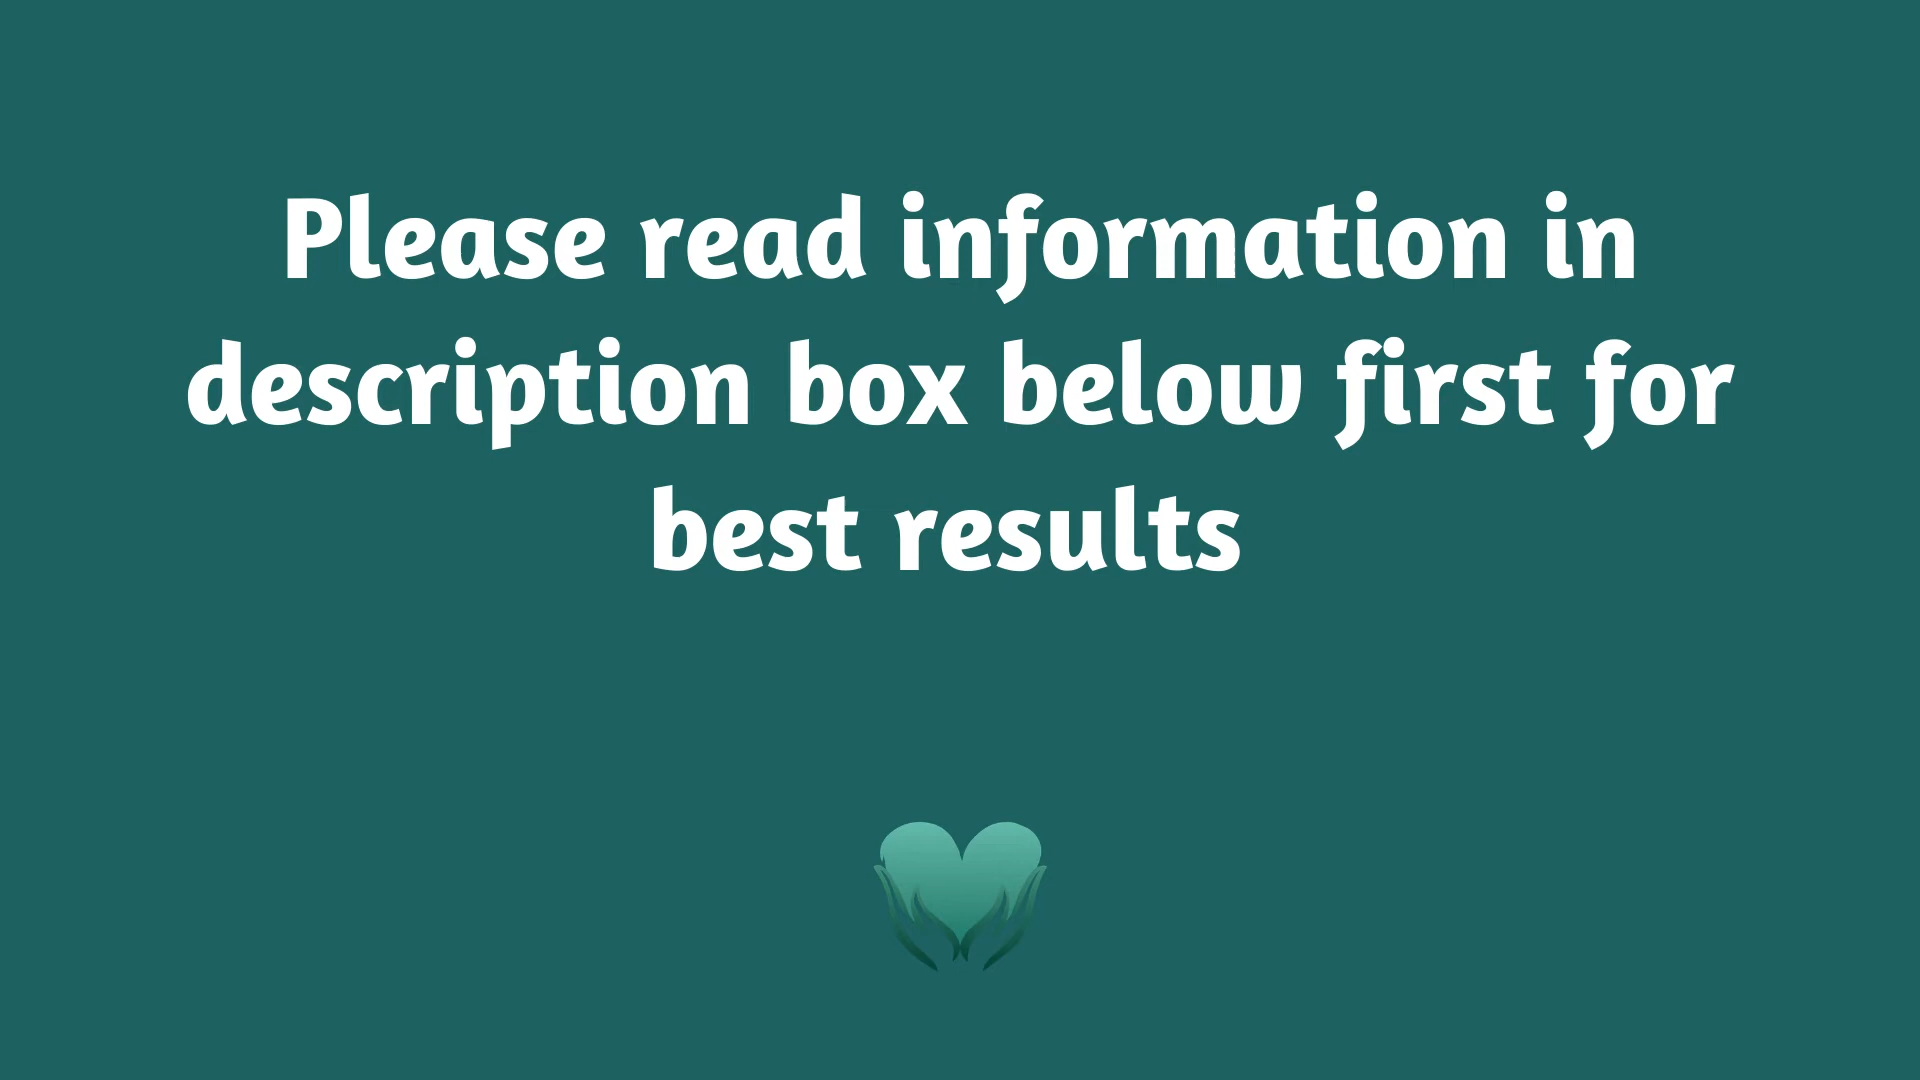 Please read information in
description box below first for
best results